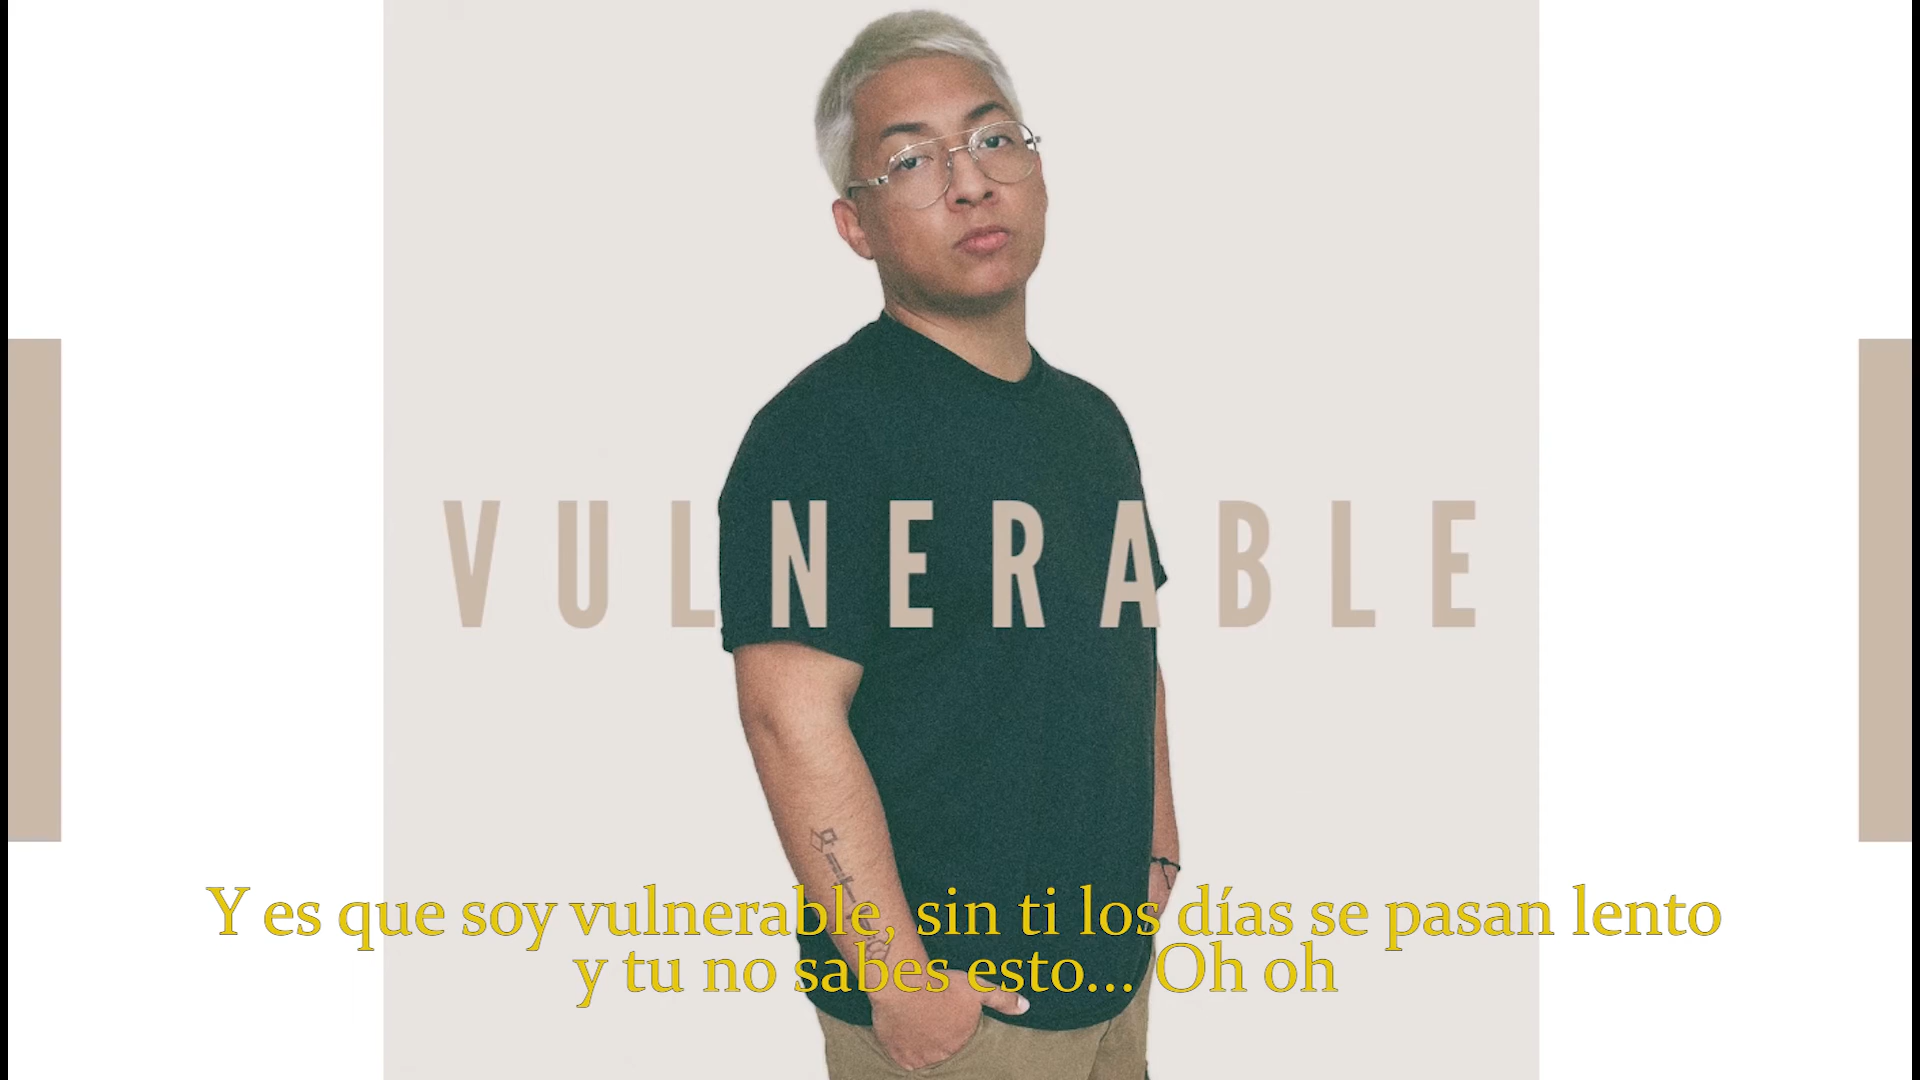 VULNERABLE
Y es que soy vulnerable, sin ti los días se pasan lento
y tu no sabes esto... Oh oh